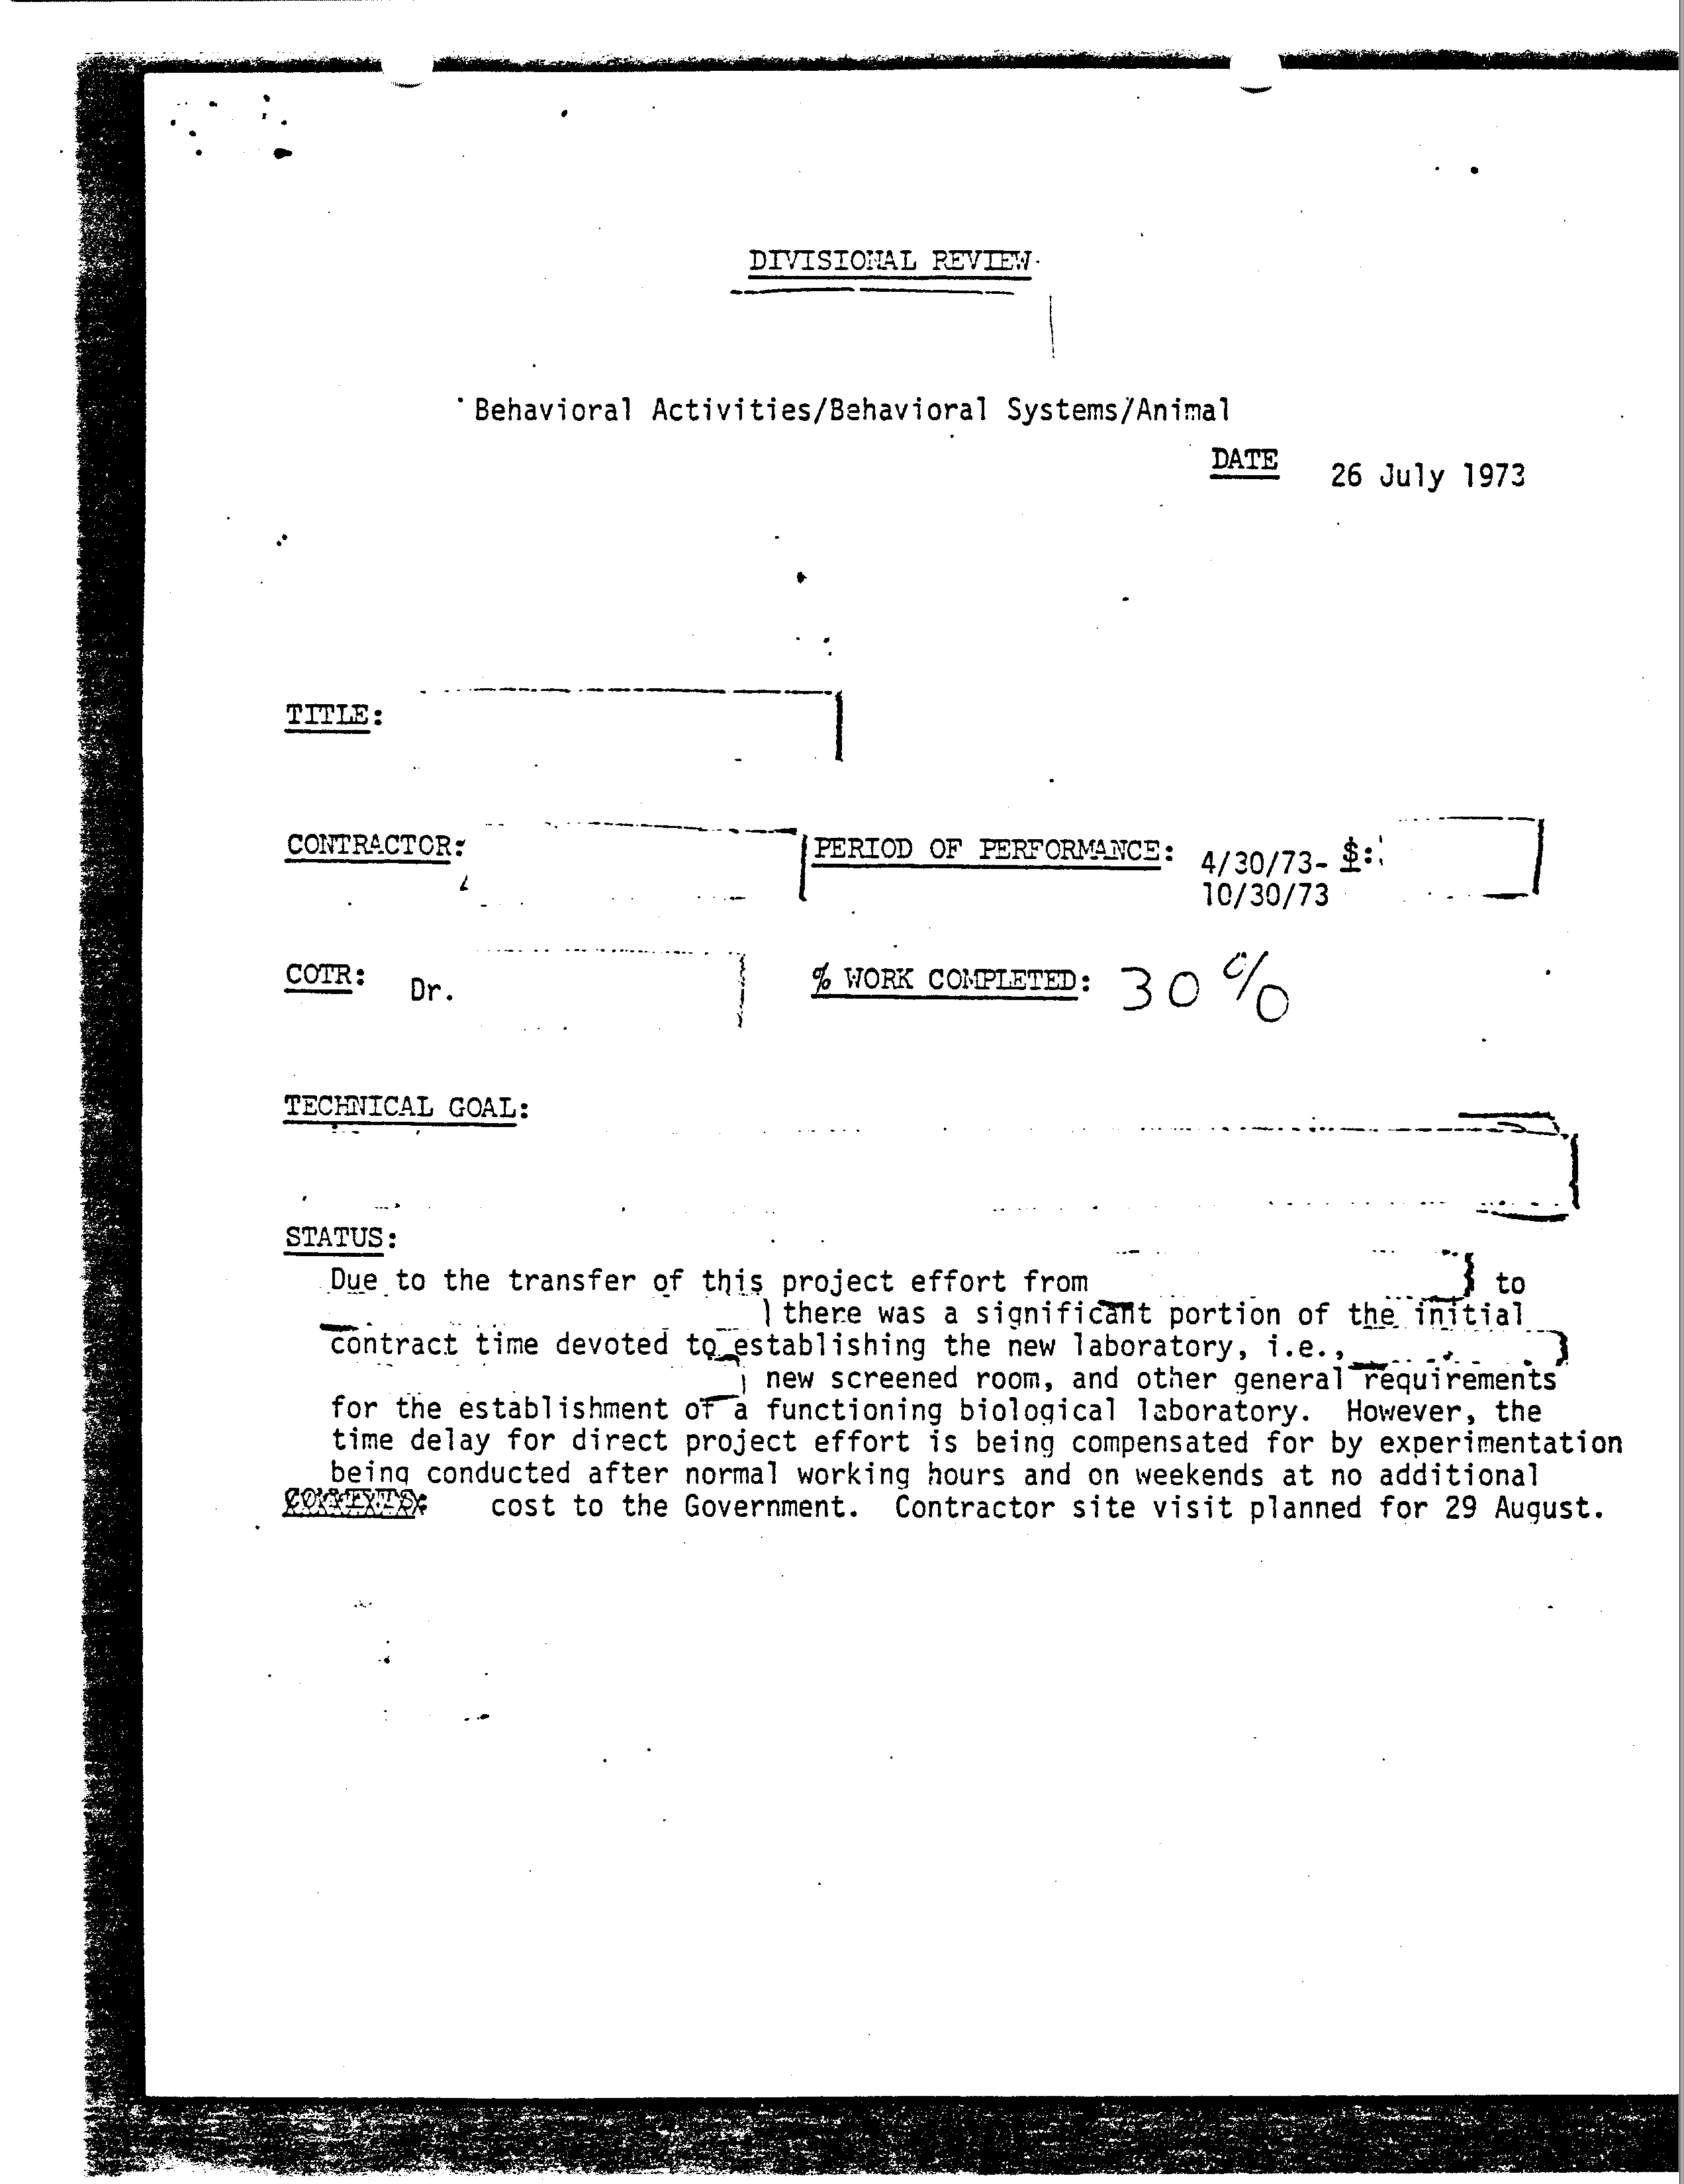 DIVISIONAL REVIEW
Behavioral Activities/Behavioral Systems/Animal
DATE 26 July 1973
TITLE:
CONTRACTOR: PERIOD OF PERFORMANCE: 4/30/73- $:
10/30/73
COTR: Dr. % WORK COMPLETED: 30%
TECHNICAL GOAL:
STATUS:
Due to the transfer of this project effort from to
there was a significant portion of the initial
contract time devoted to establishing the new laboratory, i.e.,
new screened room, and other general requirements
for the establishment of a functioning biological laboratory. However, the
time delay for direct project effort is being compensated for by experimentation
being conducted after normal working hours and on weekends at no additional
cost to the Government. Contractor site visit planned for 29 August.